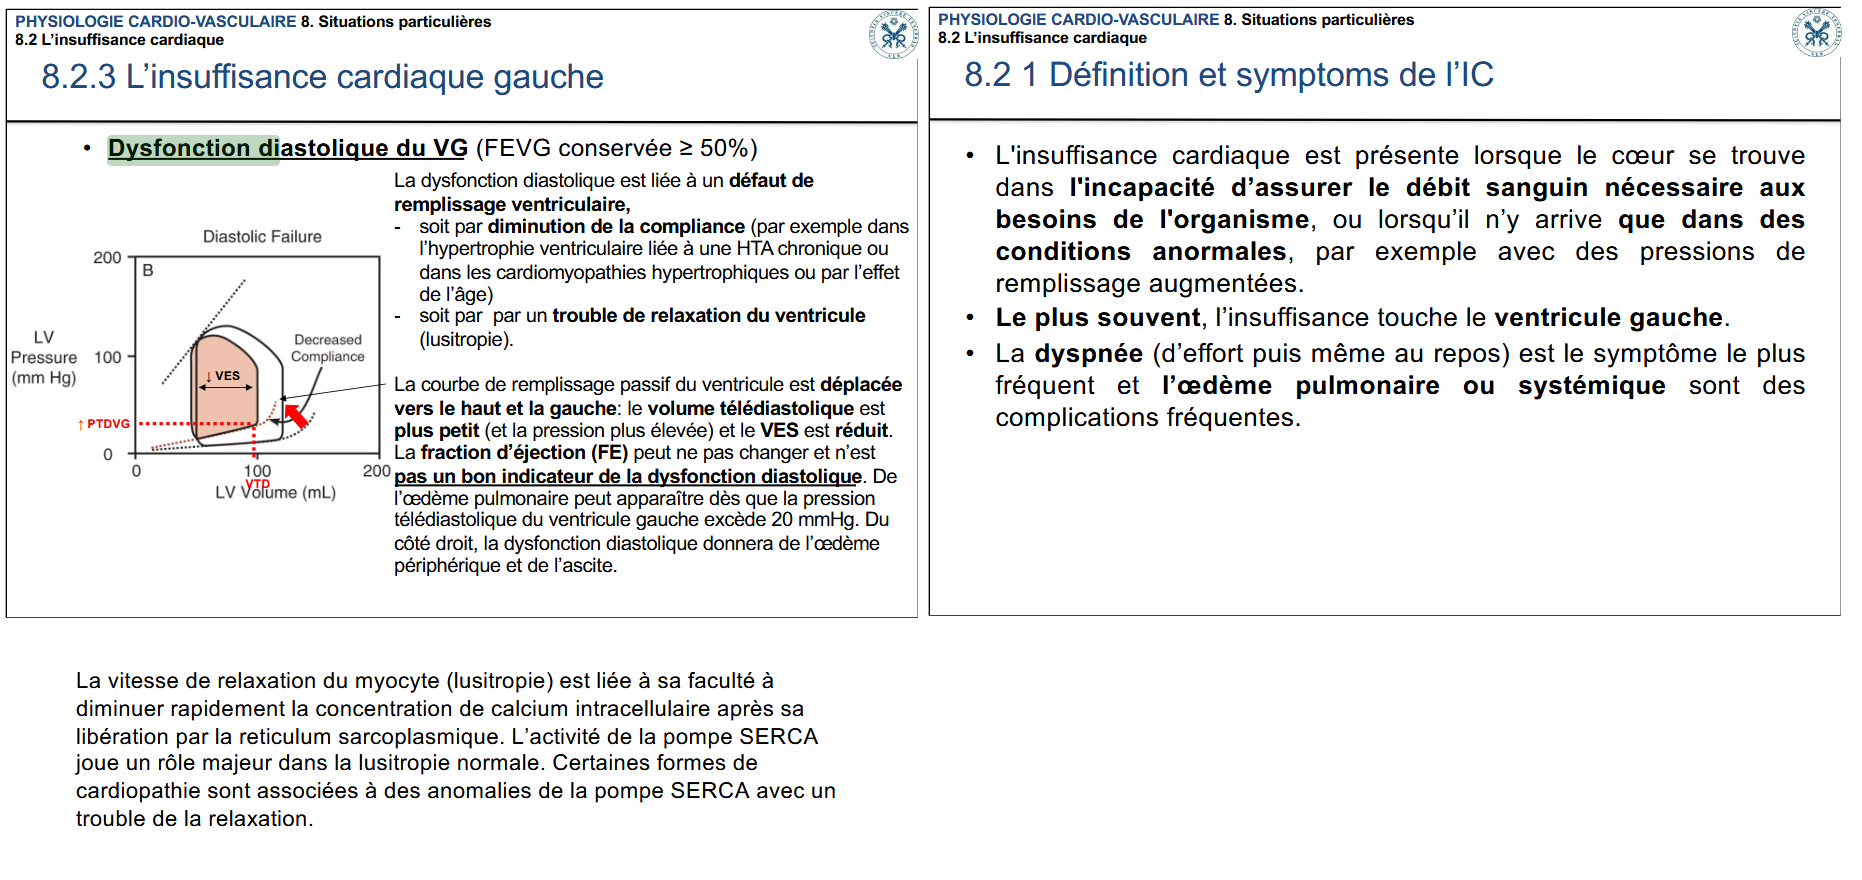 PHYSIOLOGIE CARDIO-VASCULAIRE 8. Situations particulières
8.2 L’insuffisance cardiaque
8.2.3 L’insuffisance cardiaque gauche
• Dysfonction diastolique du VG (FEVG conservée ≥ 50%)
La dysfonction diastolique est liée à un défaut de
remplissage ventriculaire,
- soit par diminution de la compliance (par exemple dans
l’hypertrophie ventriculaire liée à une HTA chronique ou
dans les cardiomyopathies hypertrophiques ou par l’effet
de l’âge)
- soit par par un trouble de relaxation du ventricule
(lusitropie).
La courbe de remplissage passif du ventricule est déplacée
vers le haut et la gauche: le volume télédiastolique est
plus petit (et la pression plus élevée) et le VES est réduit.
La fraction d’éjection (FE) peut ne pas changer et n’est
pas un bon indicateur de la dysfonction diastolique. De
l’œdème pulmonaire peut apparaître dès que la pression
télédiastolique du ventricule gauche excède 20 mmHg. Du
côté droit, la dysfonction diastolique donnera de l’œdème
périphérique et de l’ascite.
Diastolic Failure
200
B
LV
Pressure
(mm Hg)
100
Decreased
Compliance
↓ VES
↑ PTDVG
0
0
100
200
VTD
LV Volume (mL)
La vitesse de relaxation du myocyte (lusitropie) est liée à sa faculté à
diminuer rapidement la concentration de calcium intracellulaire après sa
libération par la reticulum sarcoplasmique. L’activité de la pompe SERCA
joue un rôle majeur dans la lusitropie normale. Certaines formes de
cardiopathie sont associées à des anomalies de la pompe SERCA avec un
trouble de la relaxation.
PHYSIOLOGIE CARDIO-VASCULAIRE 8. Situations particulières
8.2 L’insuffisance cardiaque
8.2 1 Définition et symptoms de l’IC
• L'insuffisance cardiaque est présente lorsque le cœur se trouve
dans l'incapacité d’assurer le débit sanguin nécessaire aux
besoins de l'organisme, ou lorsqu’il n’y arrive que dans des
conditions anormales, par exemple avec des pressions de
remplissage augmentées.
• Le plus souvent, l’insuffisance touche le ventricule gauche.
• La dyspnée (d’effort puis même au repos) est le symptôme le plus
fréquent et l’œdème pulmonaire ou systémique sont des
complications fréquentes.